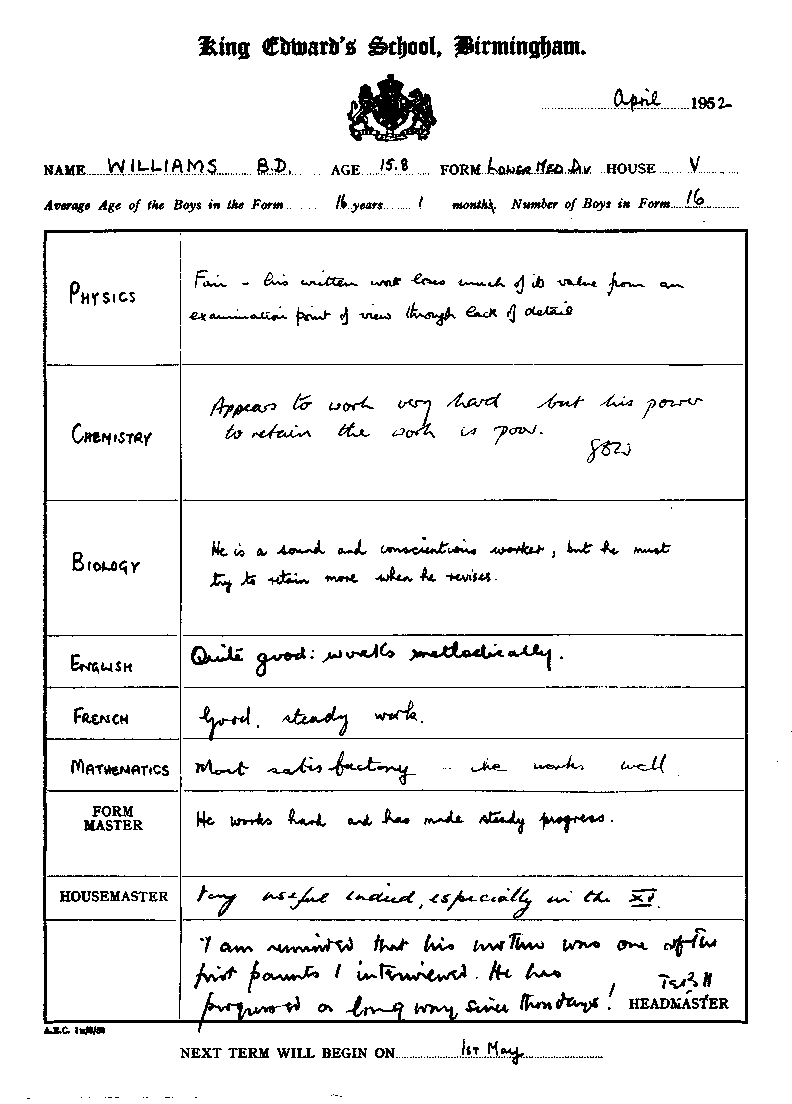 King Edward's School, Birmingham.
April 1952
NAME WILLIAMS B.D. AGE 15.8 FORM LOWER MED. DIV HOUSE V
Average Age of the Boys in the Form 16 years 1 months, Number of Boys in Form 16
PHYSICS
Fair - his written work loses much of its value from an
examination point of view through lack of detail
CHEMISTRY
Appears to work very hard but his power
to retain the work is poor.
BIOLOGY
He is a sound and conscientious worker, but he must
try to retain more when he revises.
ENGLISH
Quite good: works methodically.
FRENCH
Good, steady work.
MATHEMATICS
Most satisfactory - he works well
FORM MASTER
He works hard and has made steady progress.
HOUSEMASTER
Very useful indeed, especially in the XV.
I am reminded that his mother was one of the
first parents I interviewed. He has
progressed a long way since those days!
HEADMASTER
NEXT TERM WILL BEGIN ON 1ST May